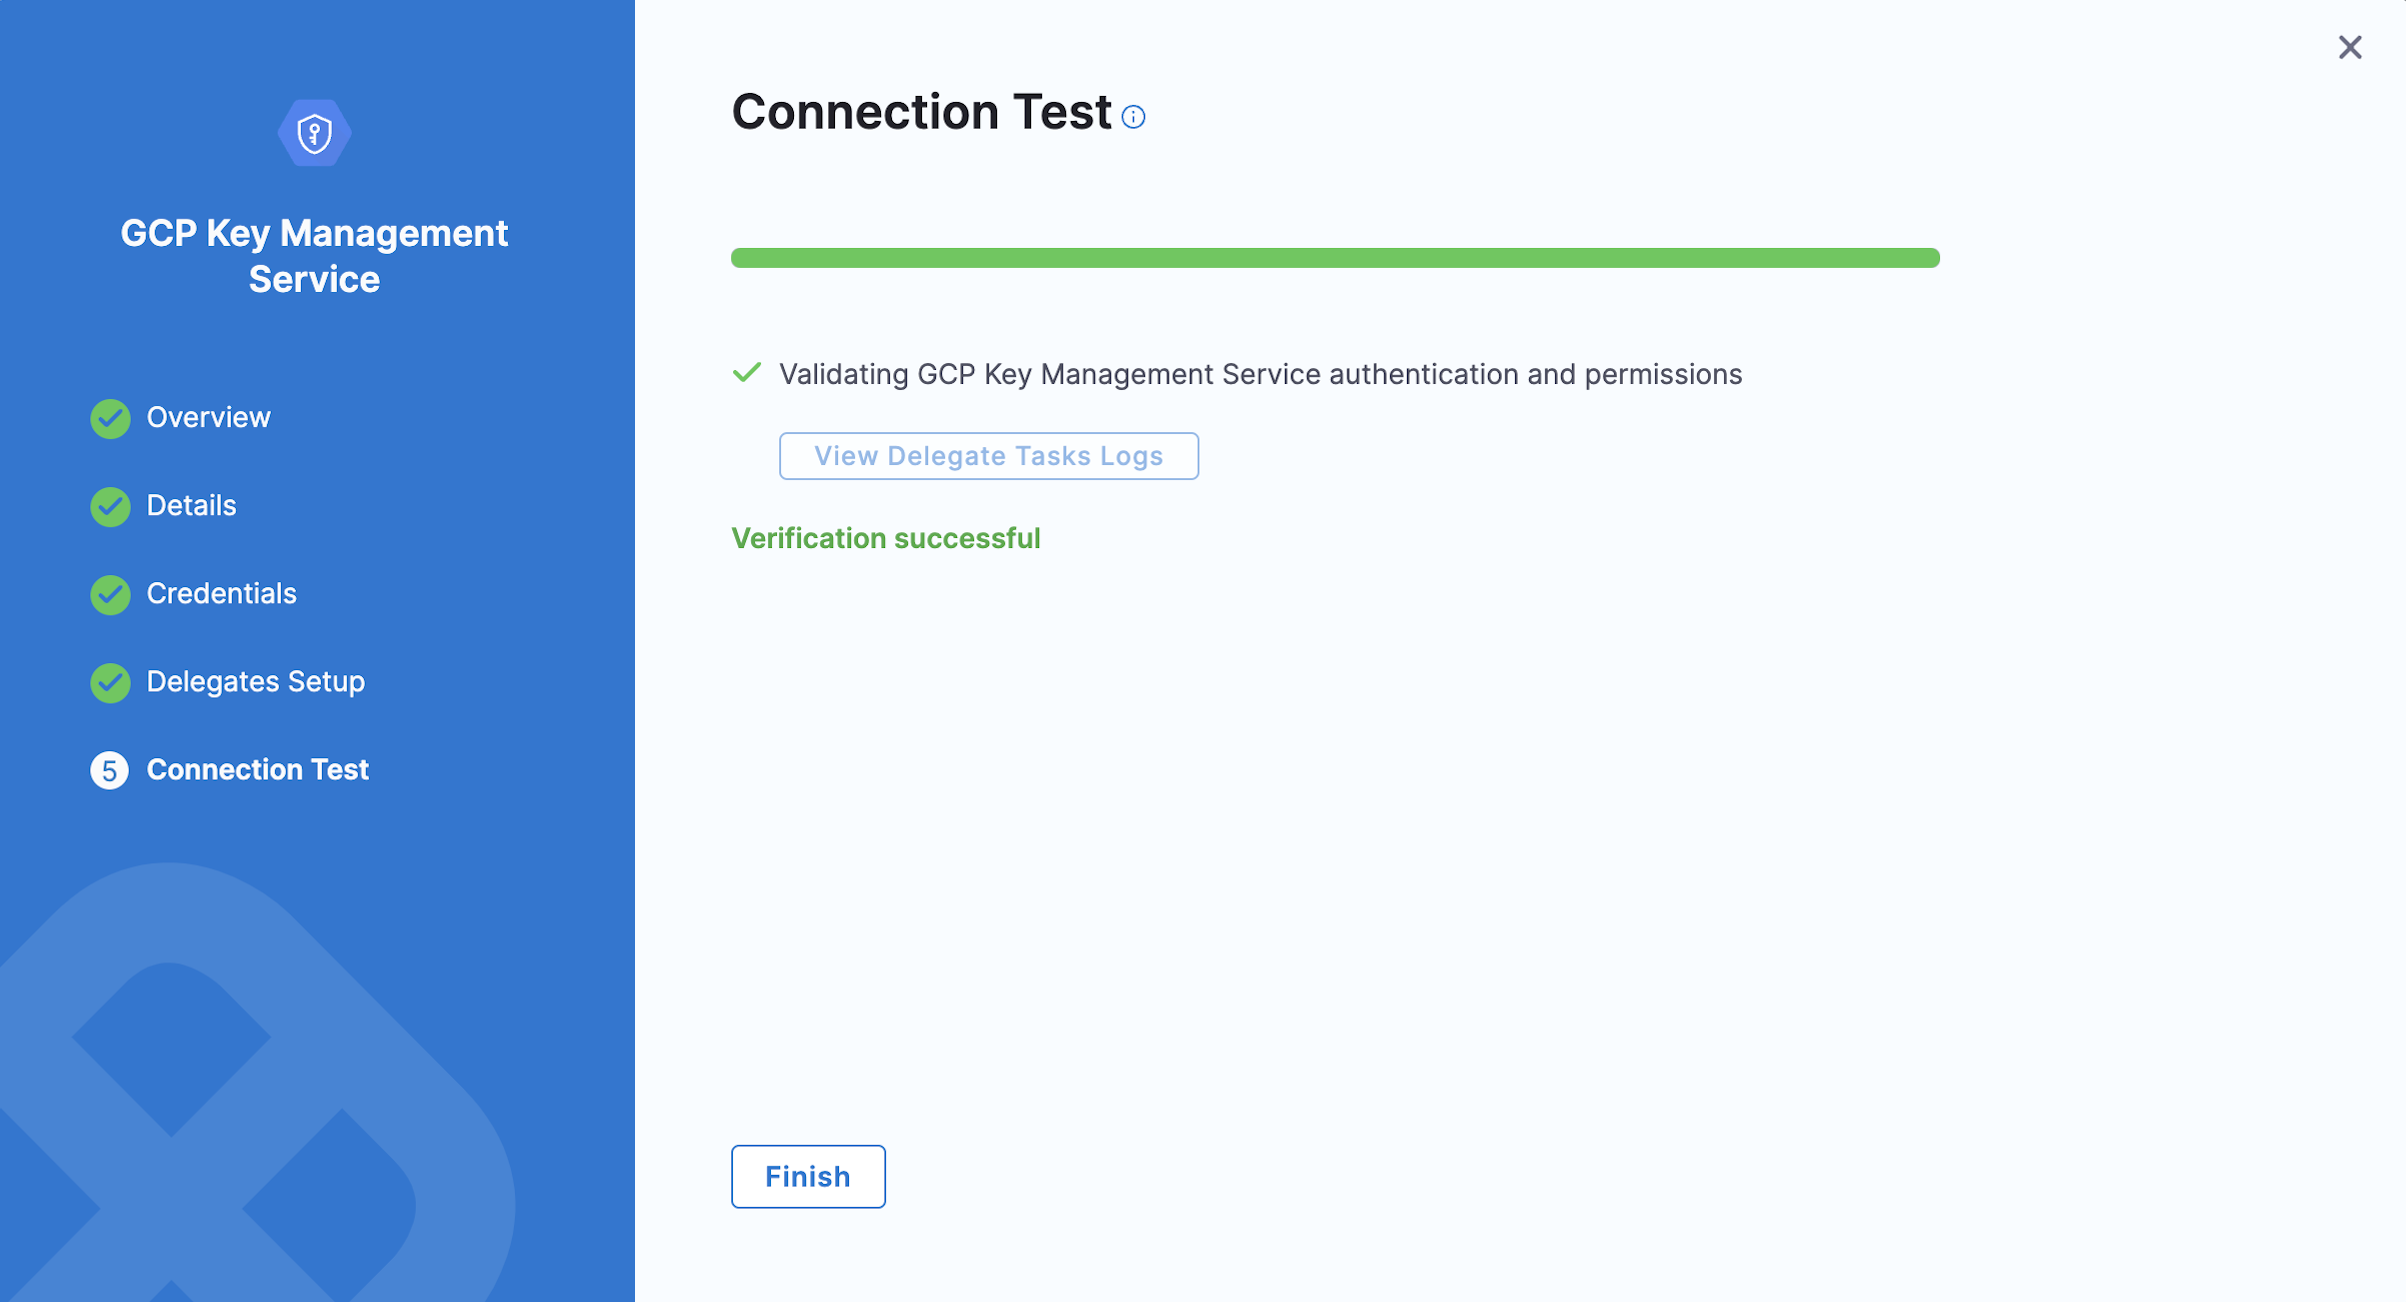 GCP Key Management
Service
Overview
Details
Credentials
Delegates Setup
5 Connection Test
Connection Test
Validating GCP Key Management Service authentication and permissions
View Delegate Tasks Logs
Verification successful
Finish